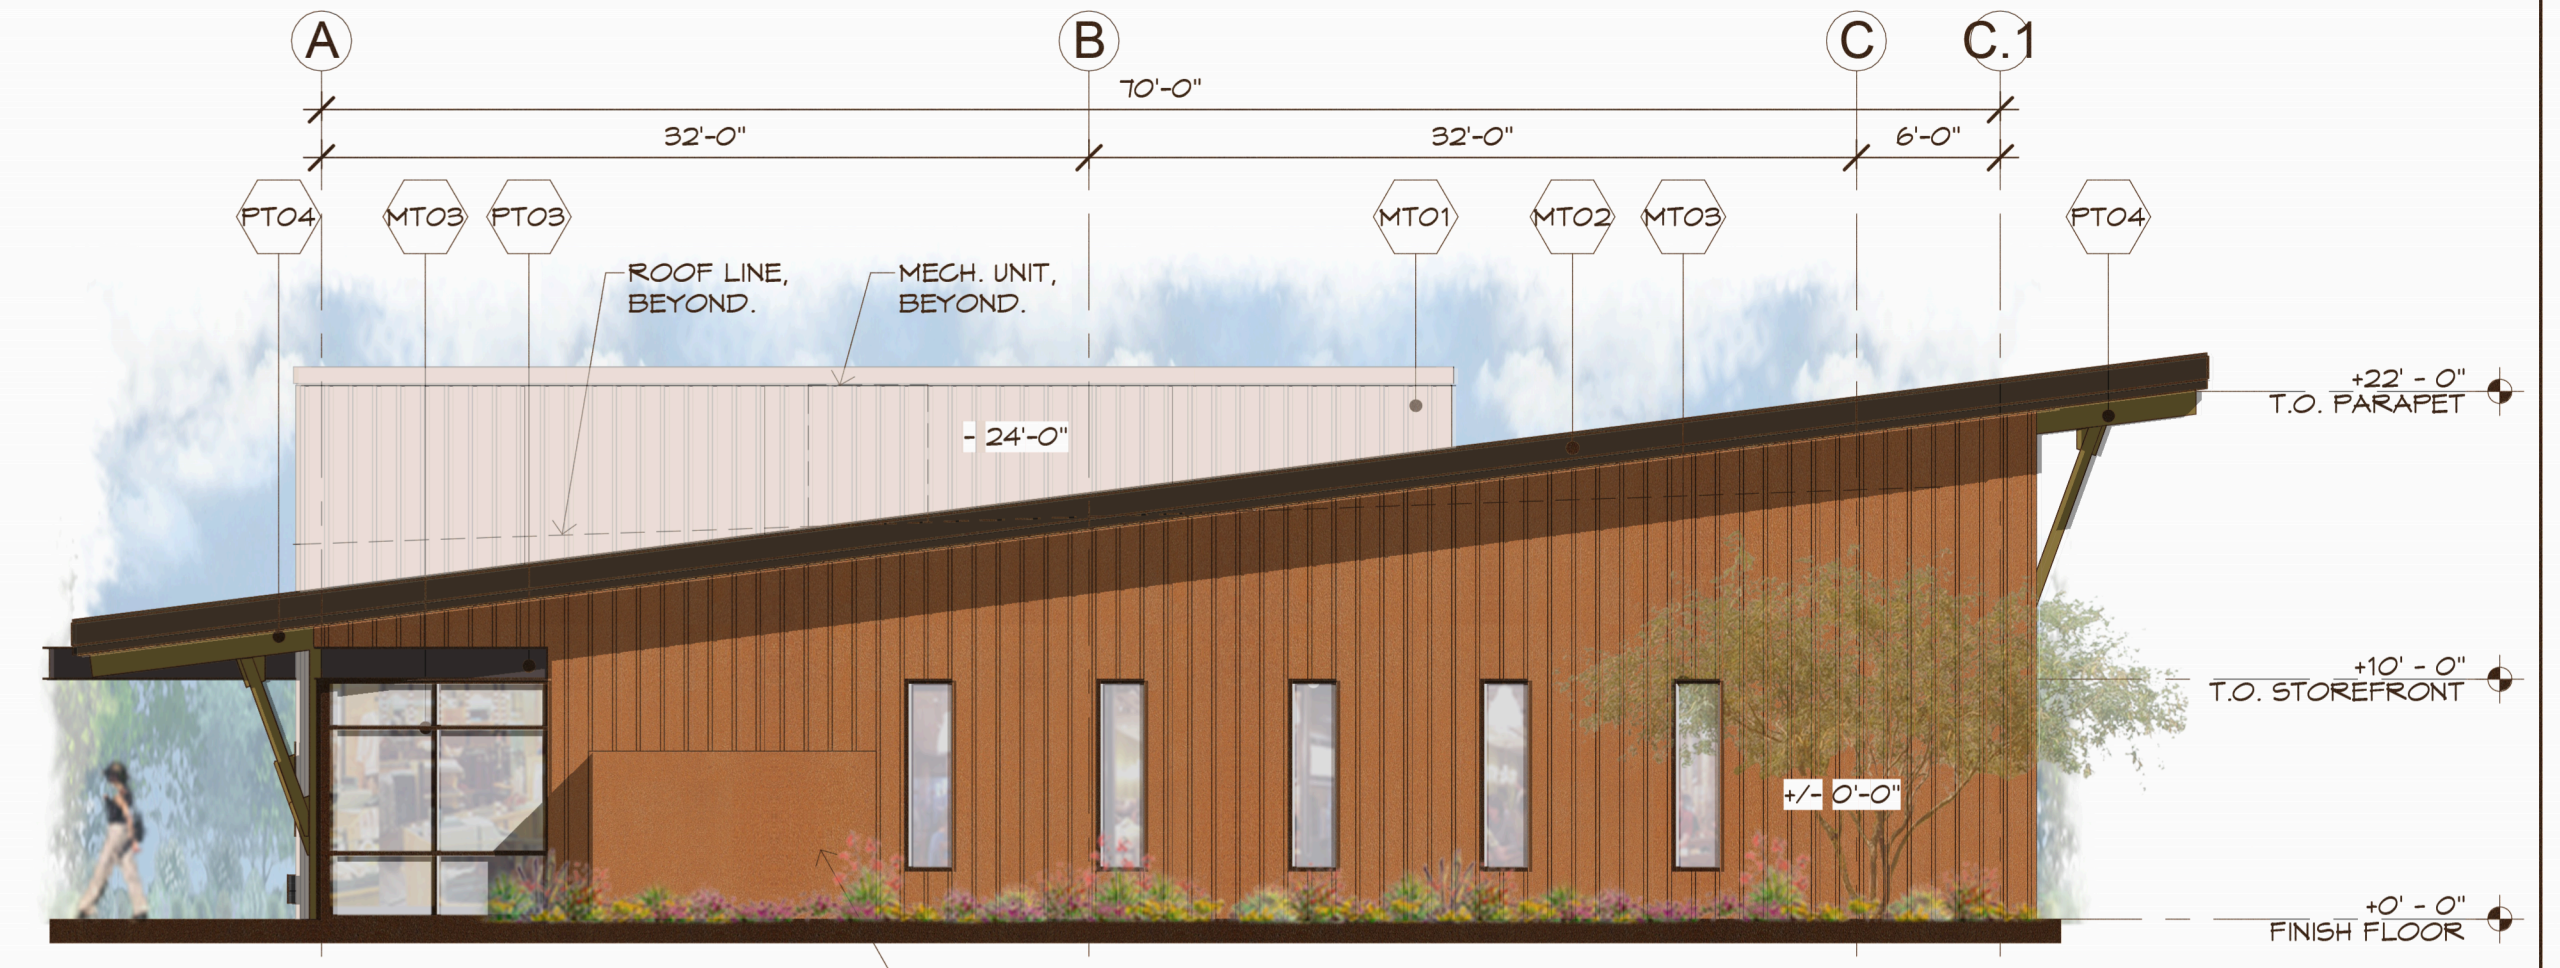 A B C C.1
70'-0"
32'-0" 32'-0" 6'-0"
PT04 MT03 PT03 MT01 MT02 MT03 PT04
ROOF LINE,
BEYOND.
MECH. UNIT,
BEYOND.
+22' - 0"
T.O. PARAPET
- 24'-0"
+10' - 0"
T.O. STOREFRONT
+/- 0'-0"
+0' - 0"
FINISH FLOOR